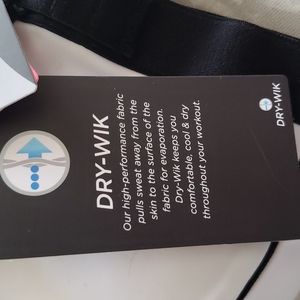 DRY-WIK
Our high-performance fabric
pulls sweat away from the
skin to the surface of the
fabric for evaporation.
Dry-Wik keeps you
comfortable, cool & dry
throughout your workout.
DRY-WIK